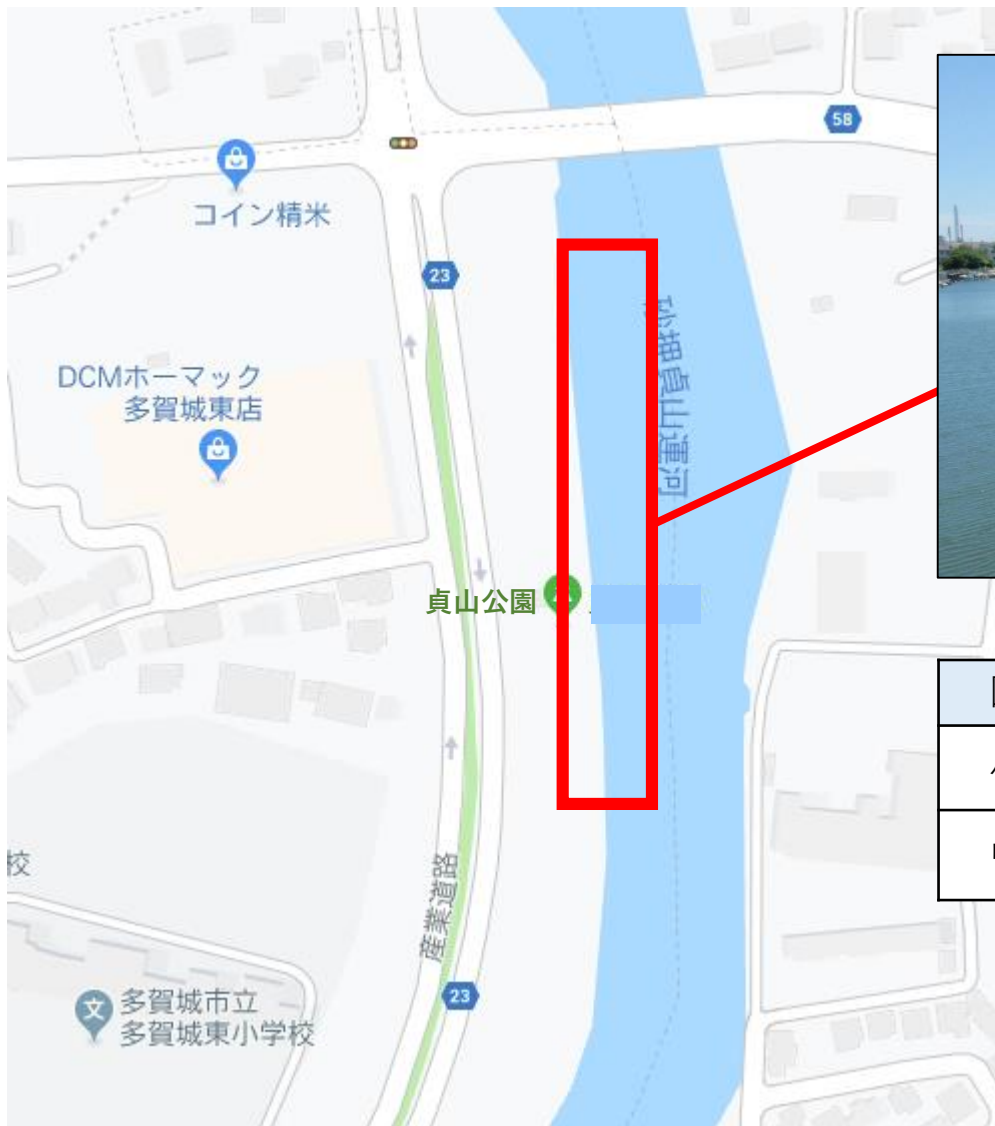 58
コイン精米
23
砂押貞山運河
DCMホーマック
多賀城東店
貞山公園
校
産業道路
23
文
多賀城市立
多賀城東小学校